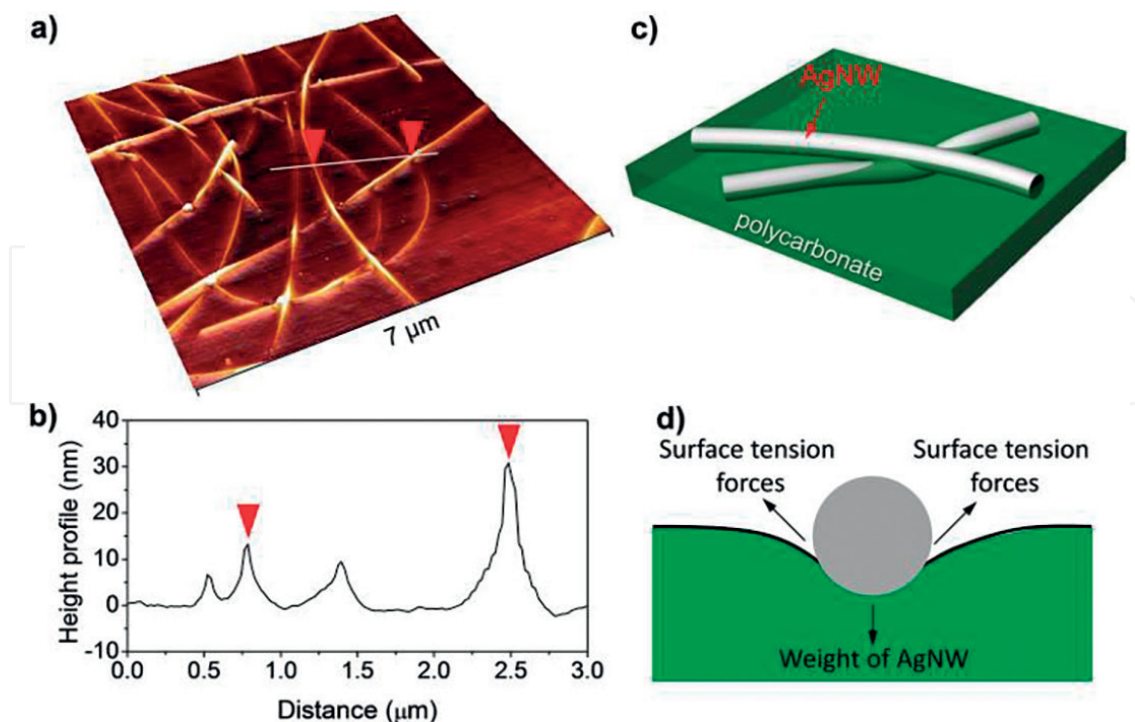 a)
7 µm
b)
Height profile (nm)
40
30
20
10
0
-10
0.0 0.5 1.0 1.5 2.0 2.5 3.0
Distance (µm)
c)
AgNW
polycarbonate
d)
Surface tension
forces
Surface tension
forces
Weight of AgNW